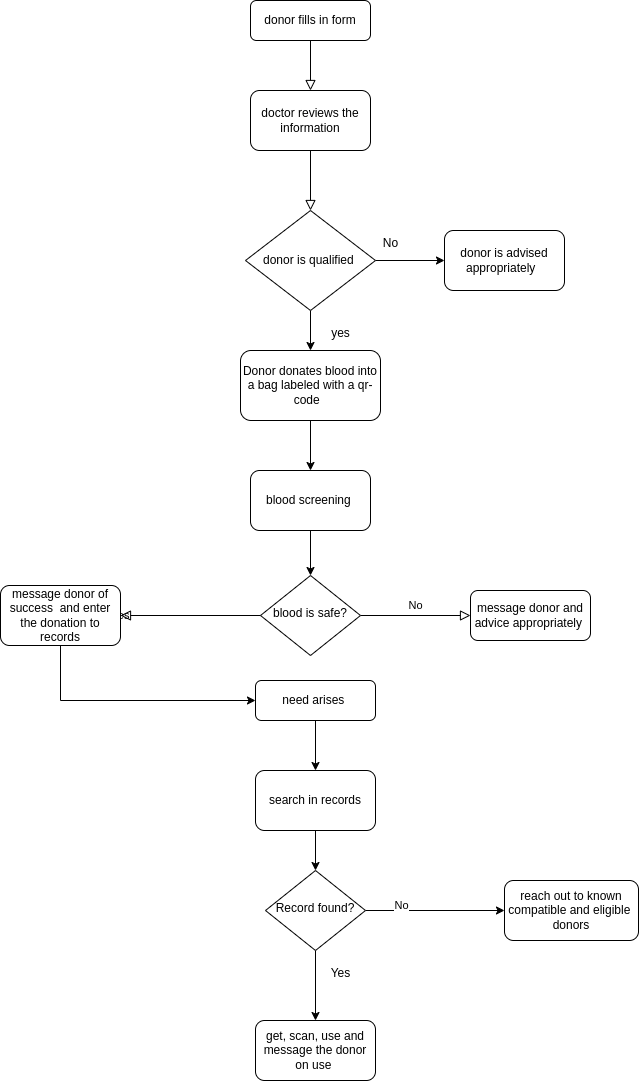 donor fills in form
doctor reviews the
information
donor is qualified
No
donor is advised
appropriately
yes
Donor donates blood into
a bag labeled with a qr-
code
blood screening
message donor of
success  and enter
the donation to
records
blood is safe?
No
message donor and
advice appropriately
need arises
search in records
Record found?
No
reach out to known
compatible and eligible
donors
Yes
get, scan, use and
message the donor
on use